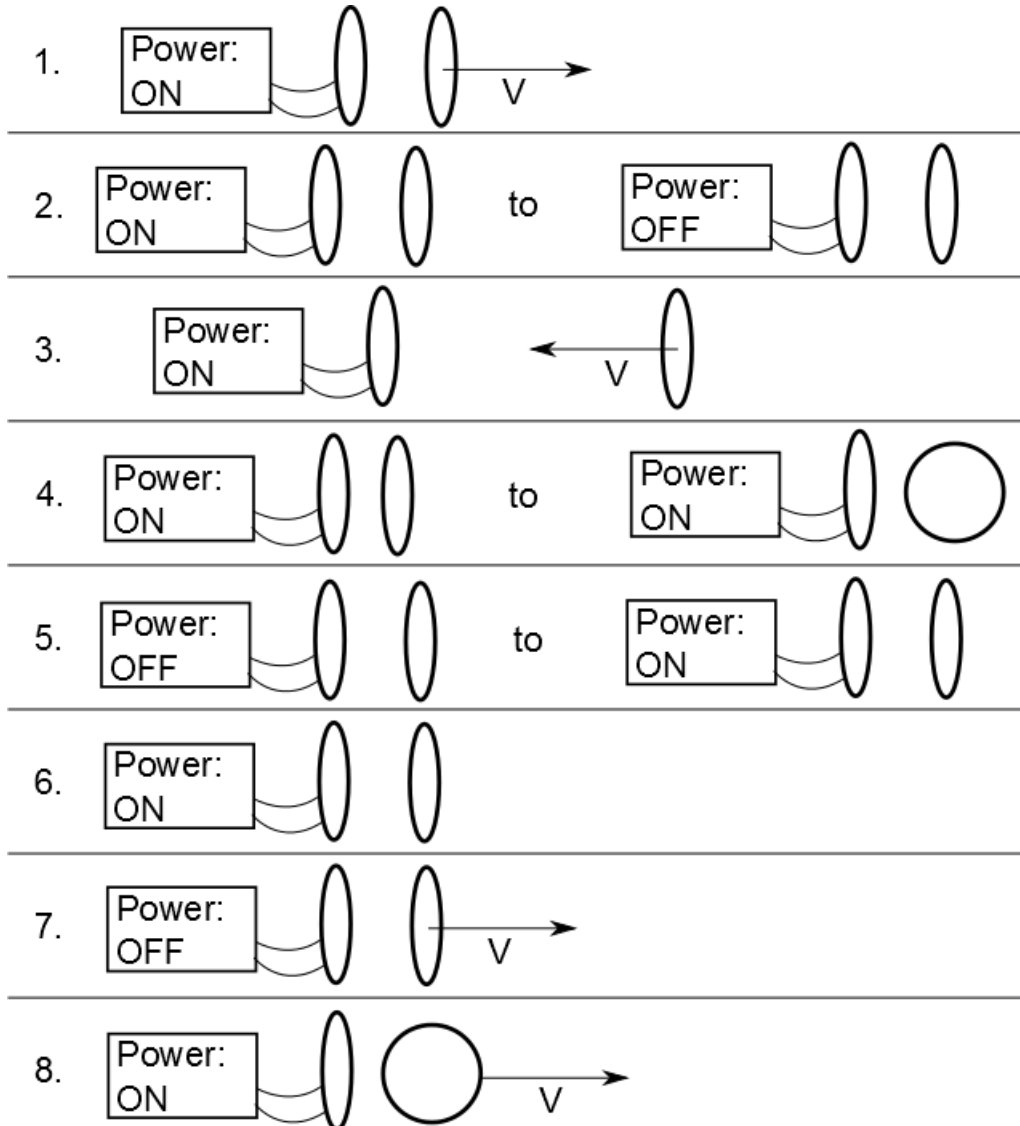 1. Power:
ON
V
2. Power:
ON
to
Power:
OFF
3. Power:
ON
V
4. Power:
ON
to
Power:
ON
5. Power:
OFF
to
Power:
ON
6. Power:
ON
7. Power:
OFF
V
8. Power:
ON
V